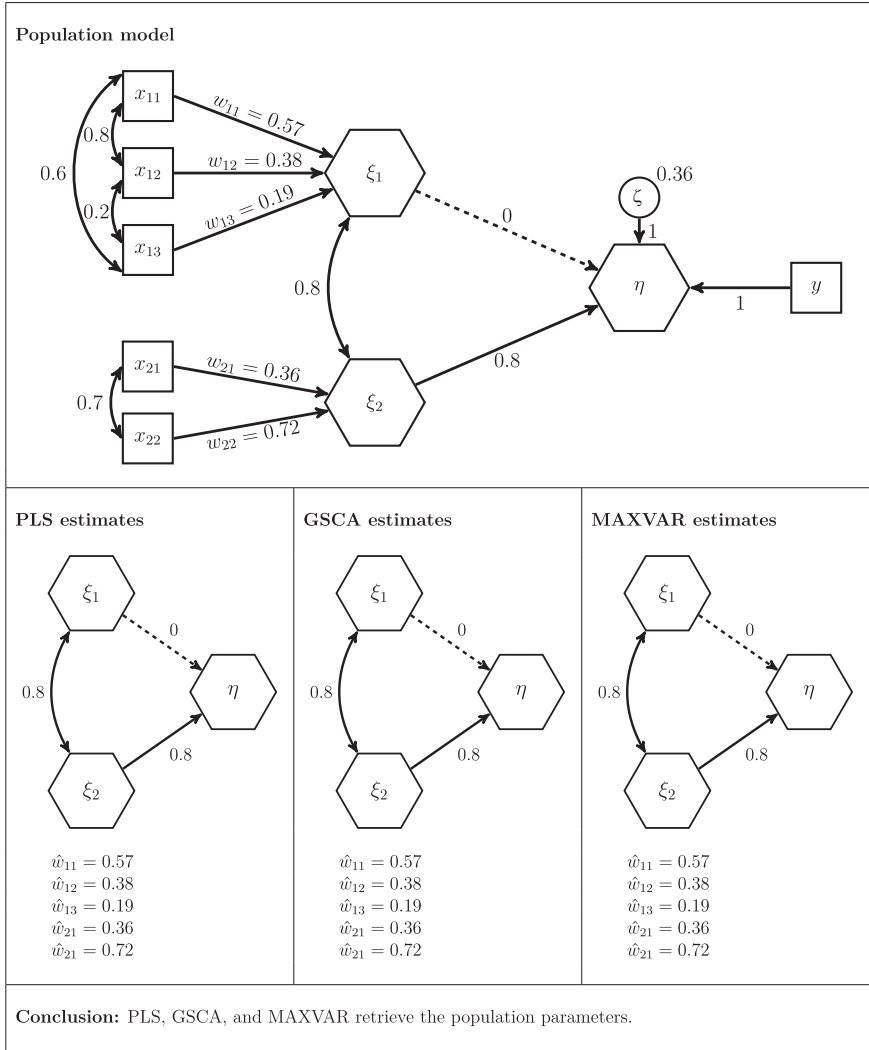 Population model
x₁₁
w₁₁ = 0.57
0.8
0.6
x₁₂
w₁₂ = 0.38
ξ₁
0.36
ζ
0.2
w₁₃ = 0.19
0
1
x₁₃
0.8
η
1
y
x₂₁
w₂₁ = 0.36
0.8
0.7
ξ₂
x₂₂
w₂₂ = 0.72
PLS estimates
ξ₁
0
0.8
η
0.8
ξ₂
ŵ₁₁ = 0.57
ŵ₁₂ = 0.38
ŵ₁₃ = 0.19
ŵ₂₁ = 0.36
ŵ₂₁ = 0.72
GSCA estimates
ξ₁
0
0.8
η
0.8
ξ₂
ŵ₁₁ = 0.57
ŵ₁₂ = 0.38
ŵ₁₃ = 0.19
ŵ₂₁ = 0.36
ŵ₂₁ = 0.72
MAXVAR estimates
ξ₁
0
0.8
η
0.8
ξ₂
ŵ₁₁ = 0.57
ŵ₁₂ = 0.38
ŵ₁₃ = 0.19
ŵ₂₁ = 0.36
ŵ₂₁ = 0.72
Conclusion: PLS, GSCA, and MAXVAR retrieve the population parameters.